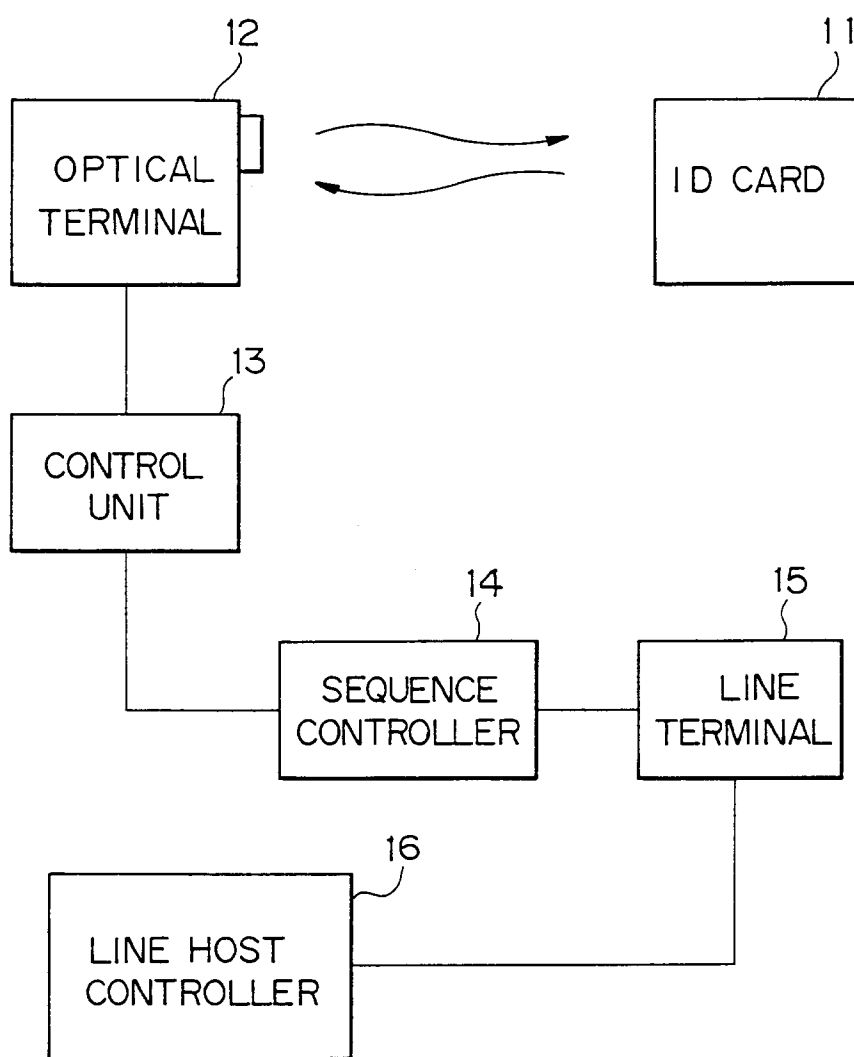 12
11
OPTICAL
TERMINAL
ID CARD
13
CONTROL
UNIT
14
15
SEQUENCE
CONTROLLER
LINE
TERMINAL
16
LINE HOST
CONTROLLER